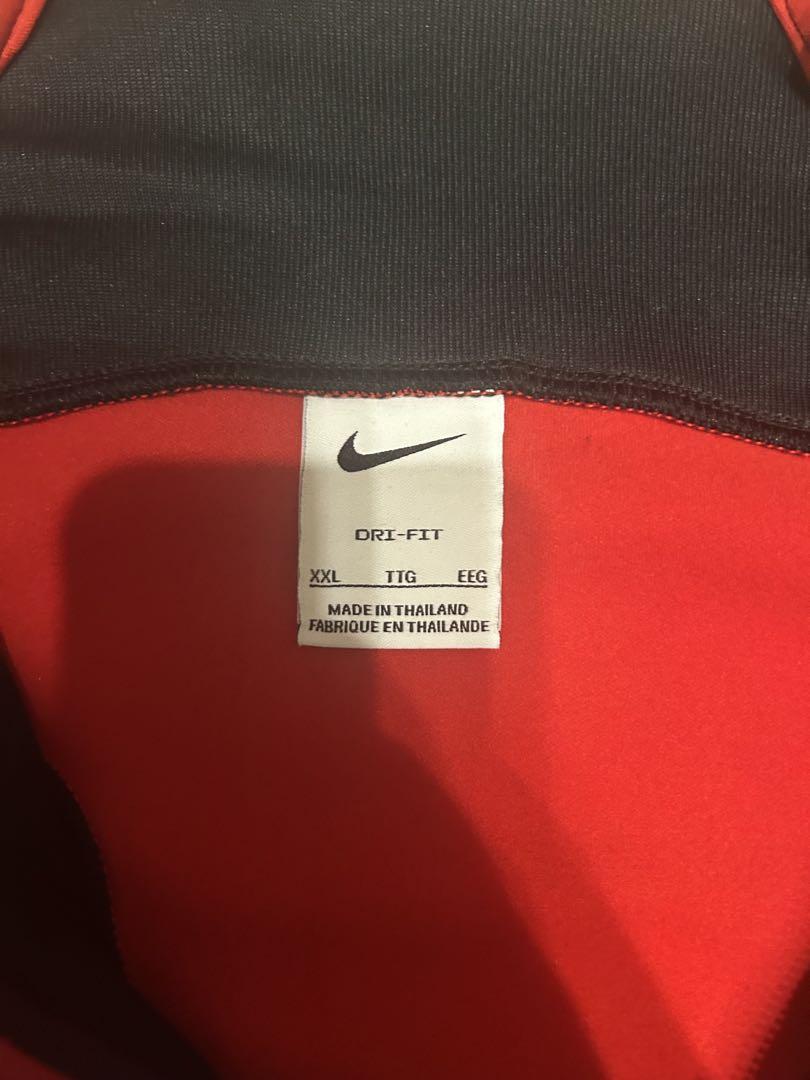 DRI-FIT
XXL TTG EEG
MADE IN THAILAND
FABRIQUE EN THAILANDE